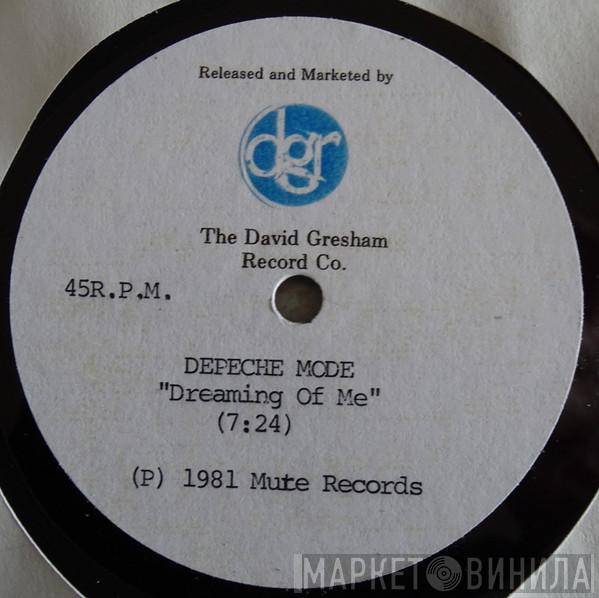 Released and Marketed by
dgr
The David Gresham
Record Co.
45R.P.M.
DEPECHE MODE
"Dreaming Of Me"
(7:24)
(P) 1981 Mute Records
МАРКЕТ ВИНИЛА